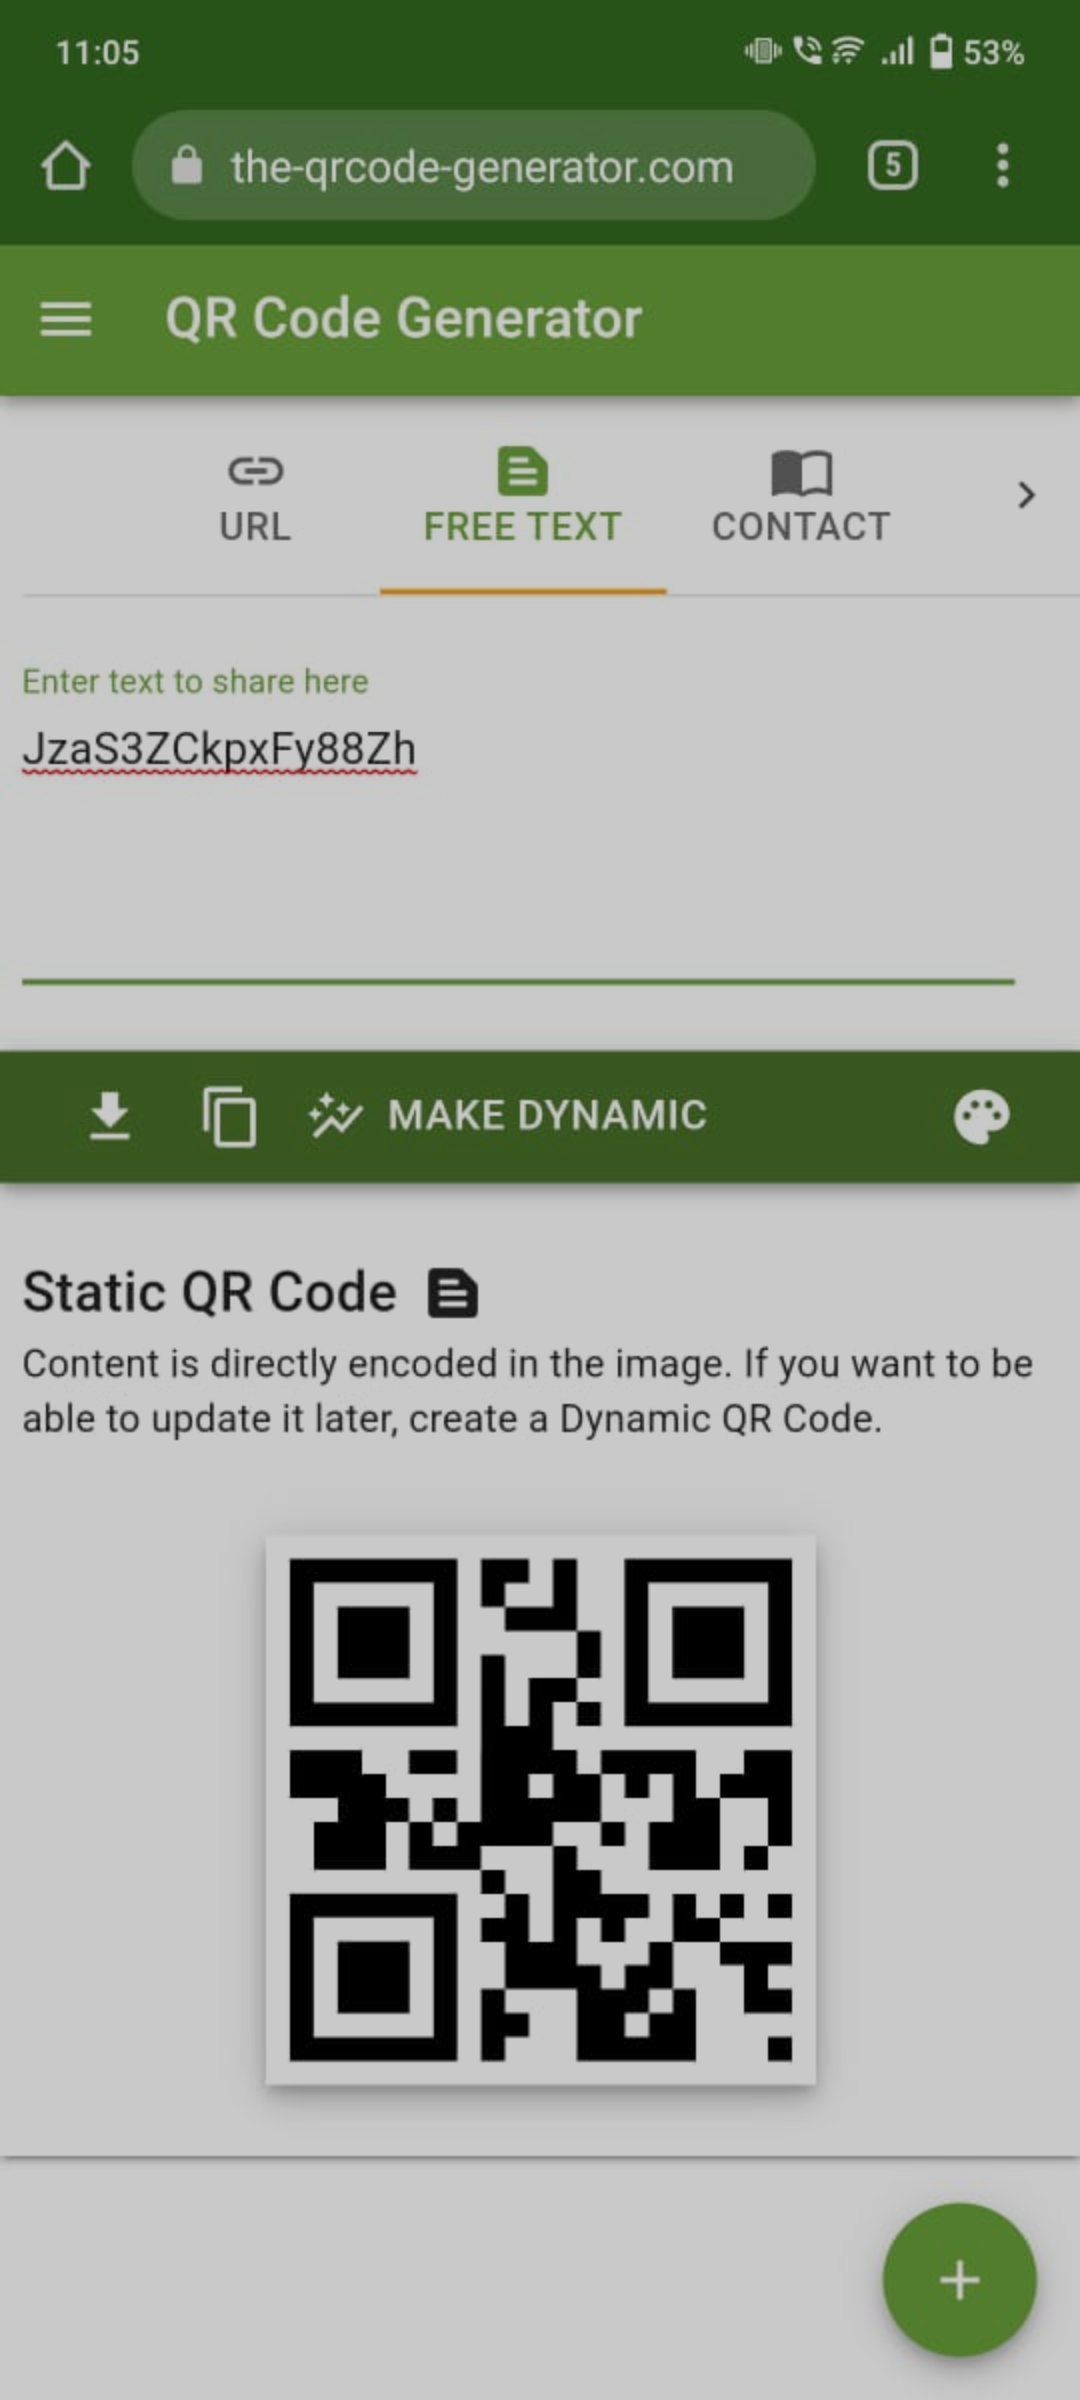 11:05
53%
the-qrcode-generator.com
5
QR Code Generator
URL
FREE TEXT
CONTACT
Enter text to share here
JzaS3ZCkpxFy88Zh
MAKE DYNAMIC
Static QR Code
Content is directly encoded in the image. If you want to be
able to update it later, create a Dynamic QR Code.